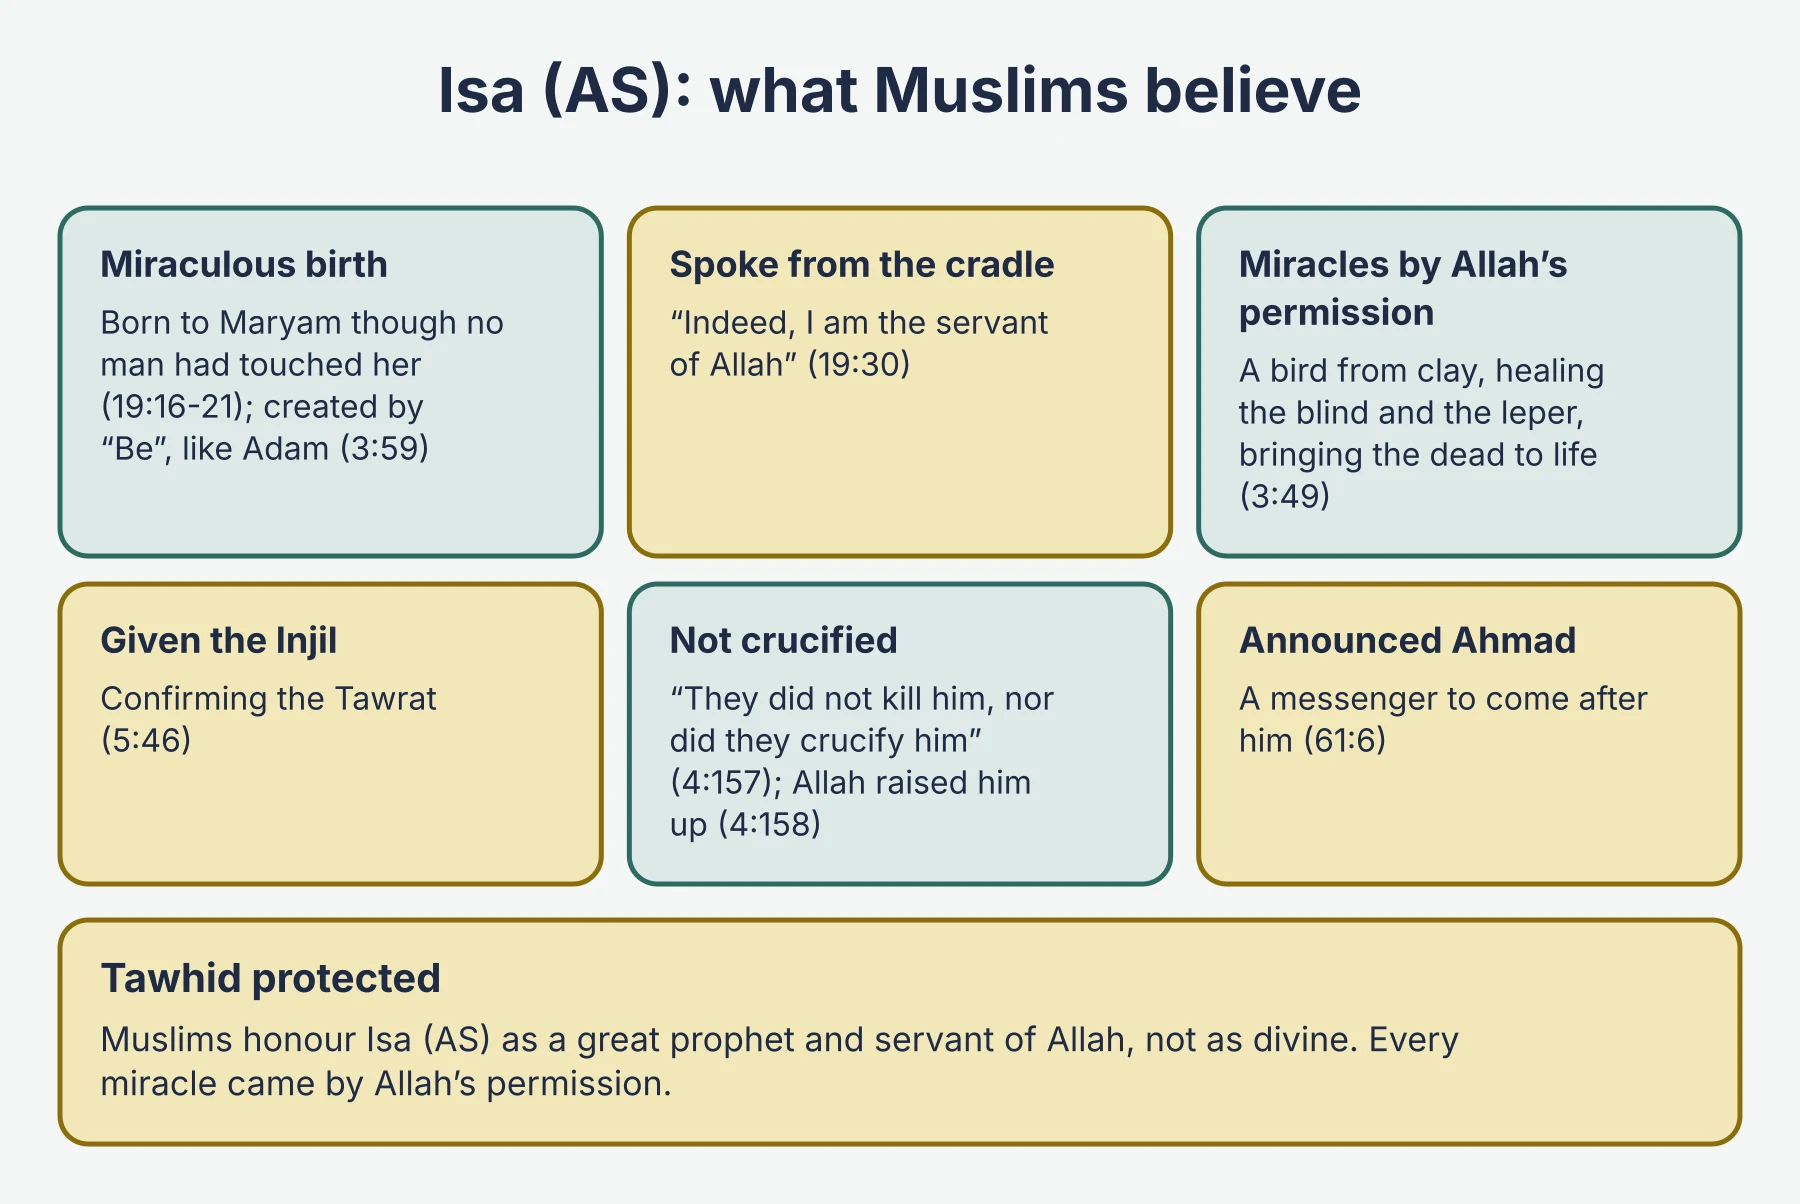 Isa (AS): what Muslims believe
Miraculous birth
Born to Maryam though no
man had touched her
(19:16-21); created by
“Be”, like Adam (3:59)
Spoke from the cradle
“Indeed, I am the servant
of Allah” (19:30)
Miracles by Allah’s
permission
A bird from clay, healing
the blind and the leper,
bringing the dead to life
(3:49)
Given the Injil
Confirming the Tawrat
(5:46)
Not crucified
“They did not kill him, nor
did they crucify him”
(4:157); Allah raised him
up (4:158)
Announced Ahmad
A messenger to come after
him (61:6)
Tawhid protected
Muslims honour Isa (AS) as a great prophet and servant of Allah, not as divine. Every
miracle came by Allah’s permission.